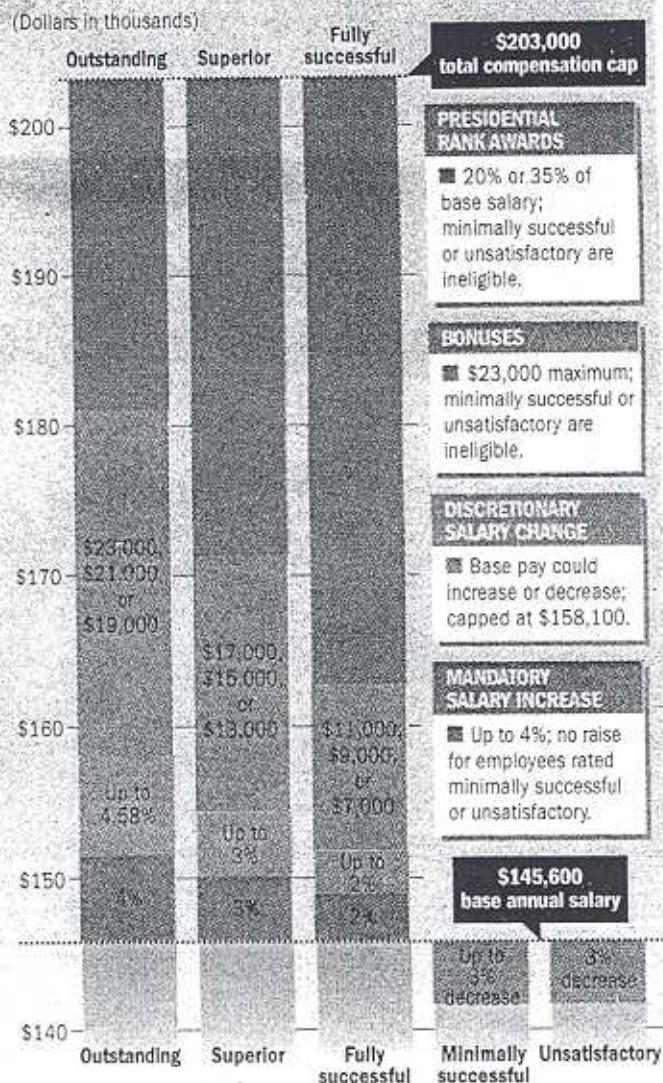 (Dollars in thousands)
Outstanding
Superior
Fully
successful
$203,000
total compensation cap
$200
PRESIDENTIAL
RANK AWARDS
■ 20% or 35% of
base salary;
minimally successful
or unsatisfactory are
ineligible.
$190
BONUSES
■ $23,000 maximum;
minimally successful or
unsatisfactory are
ineligible.
$180
DISCRETIONARY
SALARY CHANGE
■ Base pay could
increase or decrease;
capped at $158,100.
$170
$23,000,
$21,000,
or
$19,000
$17,000,
$15,000,
or
$13,000
$11,000,
$9,000,
or
$7,000
MANDATORY
SALARY INCREASE
■ Up to 4%; no raise
for employees rated
minimally successful
or unsatisfactory.
$160
Up to
4.58%
Up to
3%
Up to
2%
$150
4%
3%
2%
$145,600
base annual salary
Up to
3%
decrease
3%
decrease
$140
Outstanding
Superior
Fully
successful
Minimally
successful
Unsatisfactory